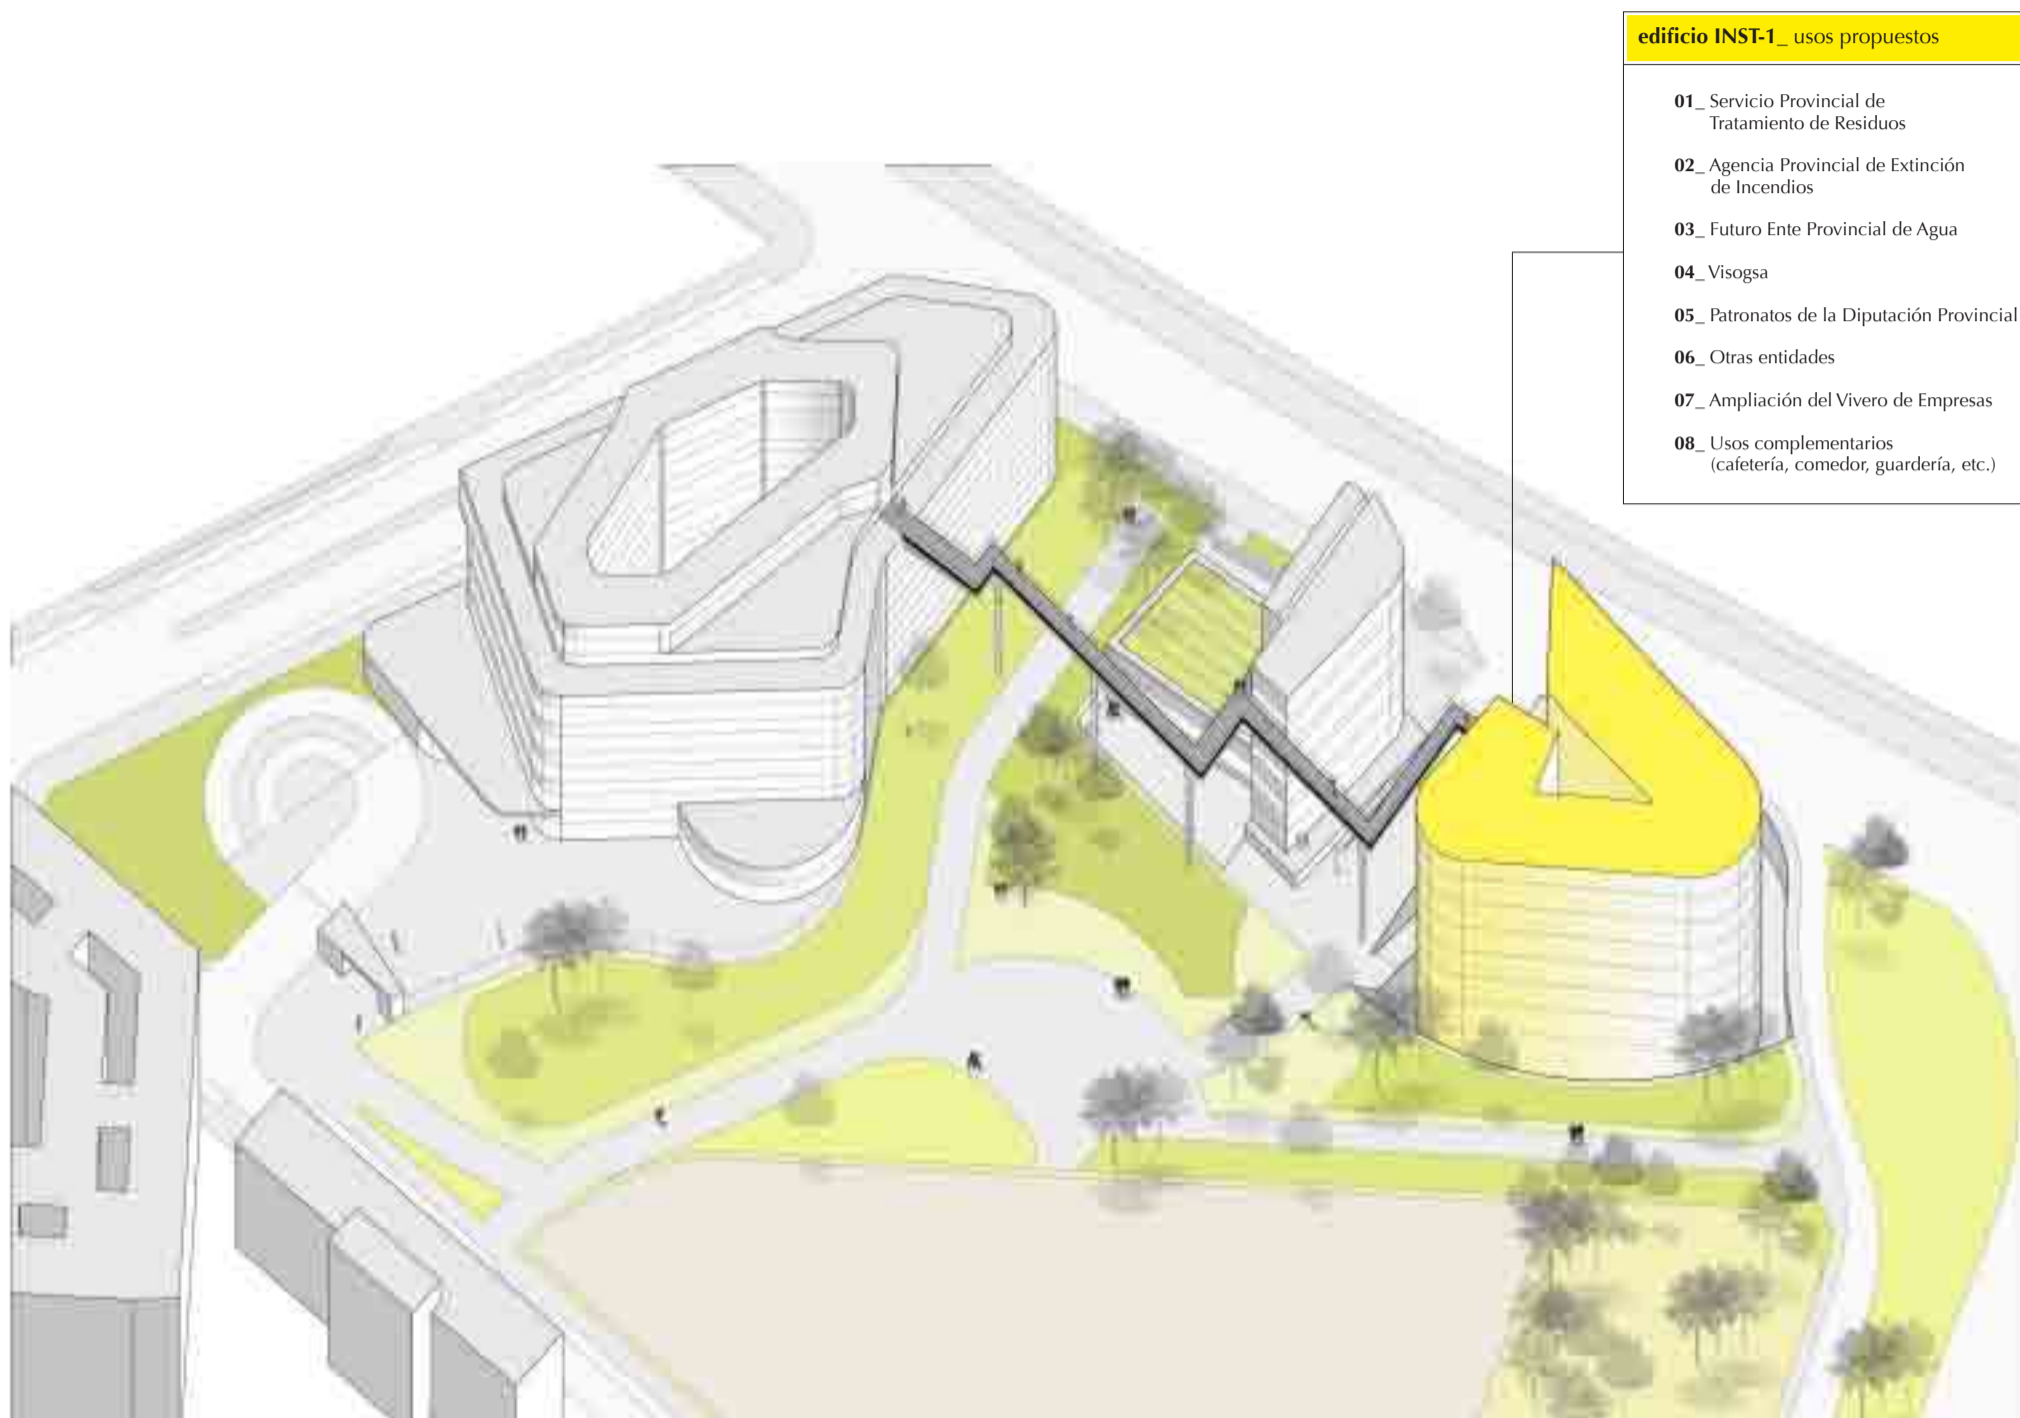 edificio INST-1_ usos propuestos
01_ Servicio Provincial de
Tratamiento de Residuos
02_ Agencia Provincial de Extinción
de Incendios
03_ Futuro Ente Provincial de Agua
04_ Visogsa
05_ Patronatos de la Diputación Provincial
06_ Otras entidades
07_ Ampliación del Vivero de Empresas
08_ Usos complementarios
(cafetería, comedor, guardería, etc.)